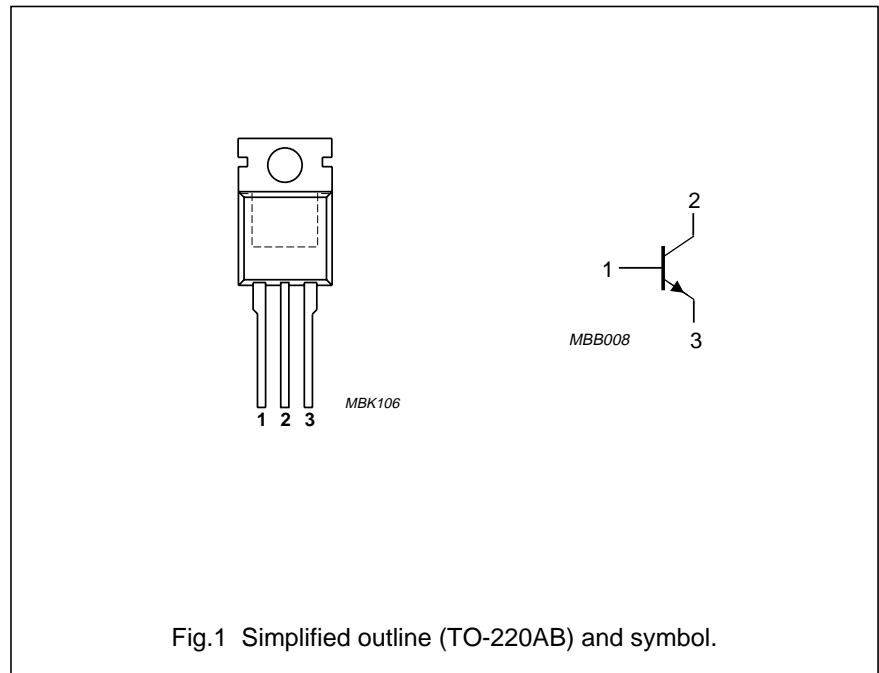 2
1
MBB008
3
MBK106
1 2 3
Fig.1 Simplified outline (TO-220AB) and symbol.